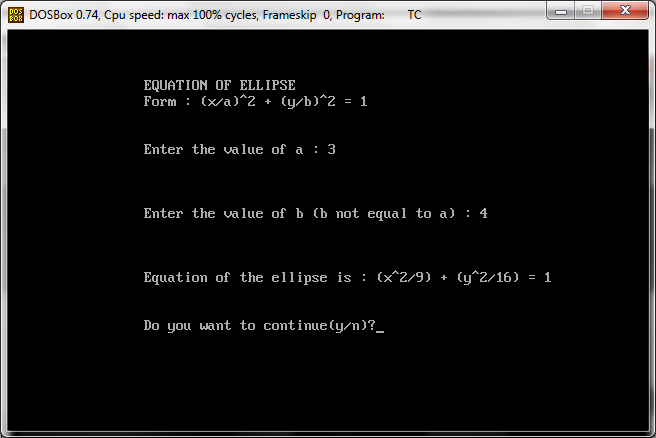 DOS
BOX
DOSBox 0.74, Cpu speed: max 100% cycles, Frameskip 0, Program: TC
EQUATION OF ELLIPSE
Form : (x/a)^2 + (y/b)^2 = 1
Enter the value of a : 3
Enter the value of b (b not equal to a) : 4
Equation of the ellipse is : (x^2/9) + (y^2/16) = 1
Do you want to continue(y/n)?_